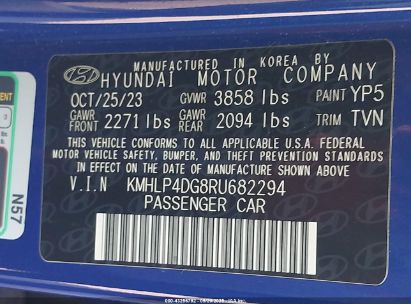 MANUFACTURED IN KOREA BY
HYUNDAI MOTOR COMPANY
OCT/25/23 GVWR 3858 lbs PAINT YP5
GAWR FRONT 2271 lbs GAWR REAR 2094 lbs TRIM TVN
THIS VEHICLE CONFORMS TO ALL APPLICABLE U.S.A. FEDERAL
MOTOR VEHICLE SAFETY, BUMPER, AND THEFT PREVENTION STANDARDS
IN EFFECT ON THE DATE OF MANUFACTURE SHOWN ABOVE
V.I.N KMHLP4DG8RU682294
PASSENGER CAR
N57